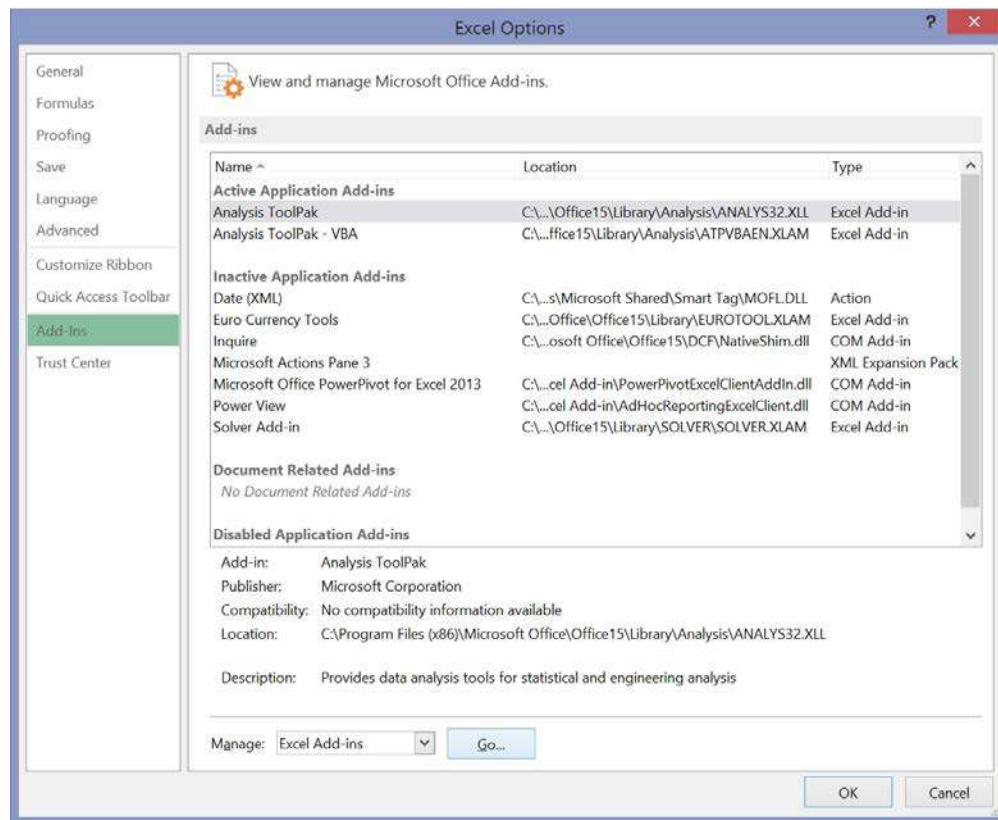 Excel Options
?
General
Formulas
Proofing
Save
Language
Advanced
Customize Ribbon
Quick Access Toolbar
Add-Ins
Trust Center
View and manage Microsoft Office Add-ins.
Add-ins
Name Location Type
Active Application Add-ins
Analysis ToolPak C:\...\Office15\Library\Analysis\ANALYS32.XLL Excel Add-in
Analysis ToolPak - VBA C:\...ffice15\Library\Analysis\ATPVBAEN.XLAM Excel Add-in
Inactive Application Add-ins
Date (XML) C:\...s\Microsoft Shared\Smart Tag\MOFL.DLL Action
Euro Currency Tools C:\...Office\Office15\Library\EUROTOOL.XLAM Excel Add-in
Inquire C:\...osoft Office\Office15\DCF\NativeShim.dll COM Add-in
Microsoft Actions Pane 3 XML Expansion Pack
Microsoft Office PowerPivot for Excel 2013 C:\...cel Add-in\PowerPivotExcelClientAddIn.dll COM Add-in
Power View C:\...cel Add-in\AdHocReportingExcelClient.dll COM Add-in
Solver Add-in C:\...\Office15\Library\SOLVER\SOLVER.XLAM Excel Add-in
Document Related Add-ins
No Document Related Add-ins
Disabled Application Add-ins
Add-in: Analysis ToolPak
Publisher: Microsoft Corporation
Compatibility: No compatibility information available
Location: C:\Program Files (x86)\Microsoft Office\Office15\Library\Analysis\ANALYS32.XLL
Description: Provides data analysis tools for statistical and engineering analysis
Manage: Excel Add-ins Go...
OK Cancel